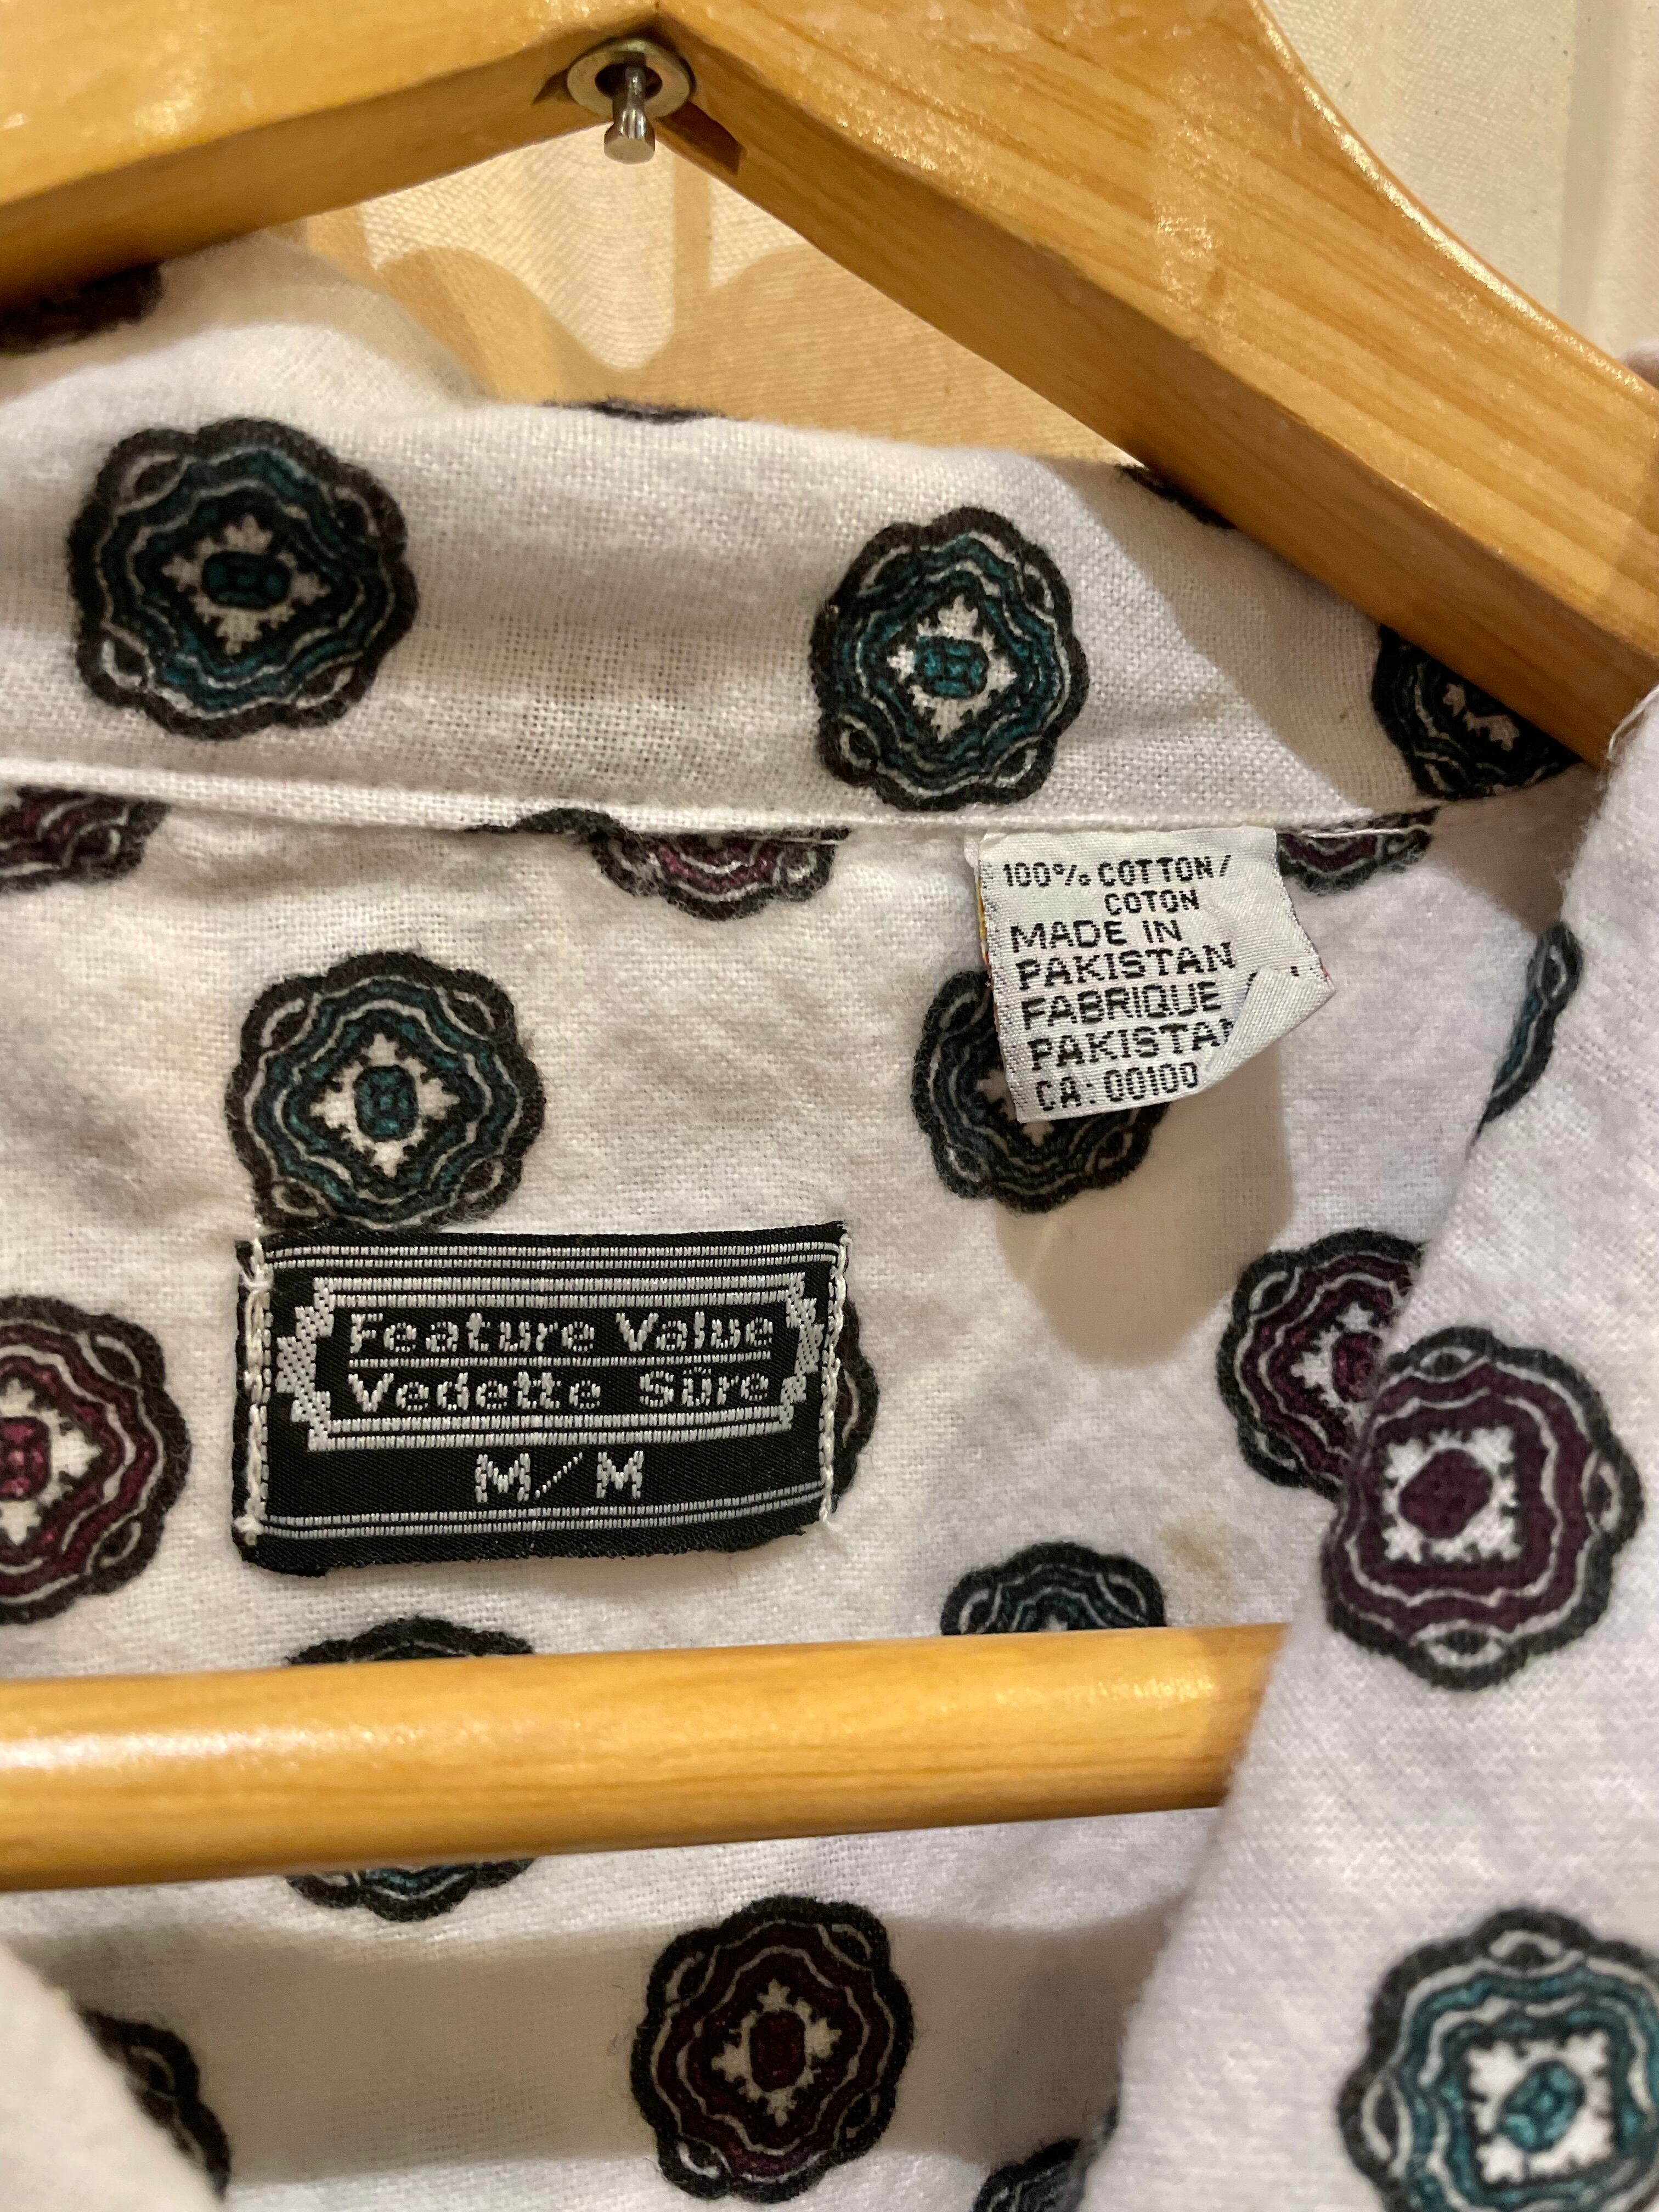 100% COTTON/
COTON
MADE IN
PAKISTAN
FABRIQUE
PAKISTAN
CA:00100
Feature Value
Vedette Sûre
M/M